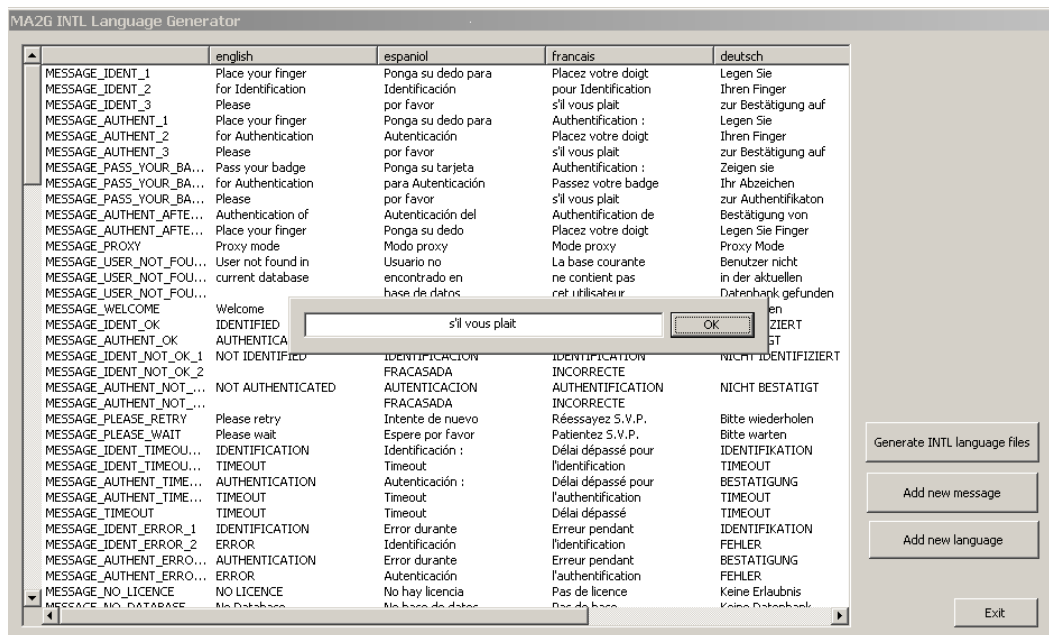 MA2G INTL Language Generator
english espaniol francais deutsch
MESSAGE_IDENT_1 Place your finger Ponga su dedo para Placez votre doigt Legen Sie
MESSAGE_IDENT_2 for Identification Identificación pour Identification Ihren Finger
MESSAGE_IDENT_3 Please por favor s'il vous plait zur Bestätigung auf
MESSAGE_AUTHENT_1 Place your finger Ponga su dedo para Authentification : Legen Sie
MESSAGE_AUTHENT_2 for Authentication Autenticación Placez votre doigt Ihren Finger
MESSAGE_AUTHENT_3 Please por favor s'il vous plait zur Bestätigung auf
MESSAGE_PASS_YOUR_BA... Pass your badge Ponga su tarjeta Authentification : Zeigen sie
MESSAGE_PASS_YOUR_BA... for Authentication para Autenticación Passez votre badge Ihr Abzeichen
MESSAGE_PASS_YOUR_BA... Please por favor s'il vous plait zur Authentifikaton
MESSAGE_AUTHENT_AFTE... Authentication of Autenticación del Authentification de Bestätigung von
MESSAGE_AUTHENT_AFTE... Place your finger Ponga su dedo Placez votre doigt Legen Sie Finger
MESSAGE_PROXY Proxy mode Modo proxy Mode proxy Proxy Mode
MESSAGE_USER_NOT_FOU... User not found in Usuario no La base courante Benutzer nicht
MESSAGE_USER_NOT_FOU... current database encontrado en ne contient pas in der aktuellen
MESSAGE_USER_NOT_FOU... base de datos cet utilisateur Datenbank gefunden
MESSAGE_WELCOME Welcome
MESSAGE_IDENT_OK IDENTIFIED
s'il vous plait OK
MESSAGE_AUTHENT_OK
MESSAGE_IDENT_NOT_OK_1 NOT IDENTIFIED IDENTIFICACION IDENTIFICATION NICHT IDENTIFIZIERT
MESSAGE_IDENT_NOT_OK_2 FRACASADA INCORRECTE
MESSAGE_AUTHENT_NOT_... NOT AUTHENTICATED AUTENTICACION AUTHENTIFICATION NICHT BESTATIGT
MESSAGE_AUTHENT_NOT_... FRACASADA INCORRECTE
MESSAGE_PLEASE_RETRY Please retry Intente de nuevo Réessayez S.V.P. Bitte wiederholen
MESSAGE_PLEASE_WAIT Please wait Espere por favor Patientez S.V.P. Bitte warten
MESSAGE_IDENT_TIMEOU... IDENTIFICATION Identificación : Délai dépassé pour IDENTIFIKATION
MESSAGE_IDENT_TIMEOU... TIMEOUT Timeout l'identification TIMEOUT
MESSAGE_AUTHENT_TIME... AUTHENTICATION Autenticación : Délai dépassé pour BESTATIGUNG
MESSAGE_AUTHENT_TIME... TIMEOUT Timeout l'authentification TIMEOUT
MESSAGE_TIMEOUT TIMEOUT Timeout Délai dépassé TIMEOUT
MESSAGE_IDENT_ERROR_1 IDENTIFICATION Error durante Erreur pendant IDENTIFIKATION
MESSAGE_IDENT_ERROR_2 ERROR Identificación l'identification FEHLER
MESSAGE_AUTHENT_ERRO... AUTHENTICATION Error durante Erreur pendant BESTATIGUNG
MESSAGE_AUTHENT_ERRO... ERROR Autenticación l'authentification FEHLER
MESSAGE_NO_LICENCE NO LICENCE No hay licencia Pas de licence Keine Erlaubnis
MESSAGE_NO_DATABASE No Database No base de datos Pas de base Keine Datenbank
Generate INTL language files
Add new message
Add new language
Exit